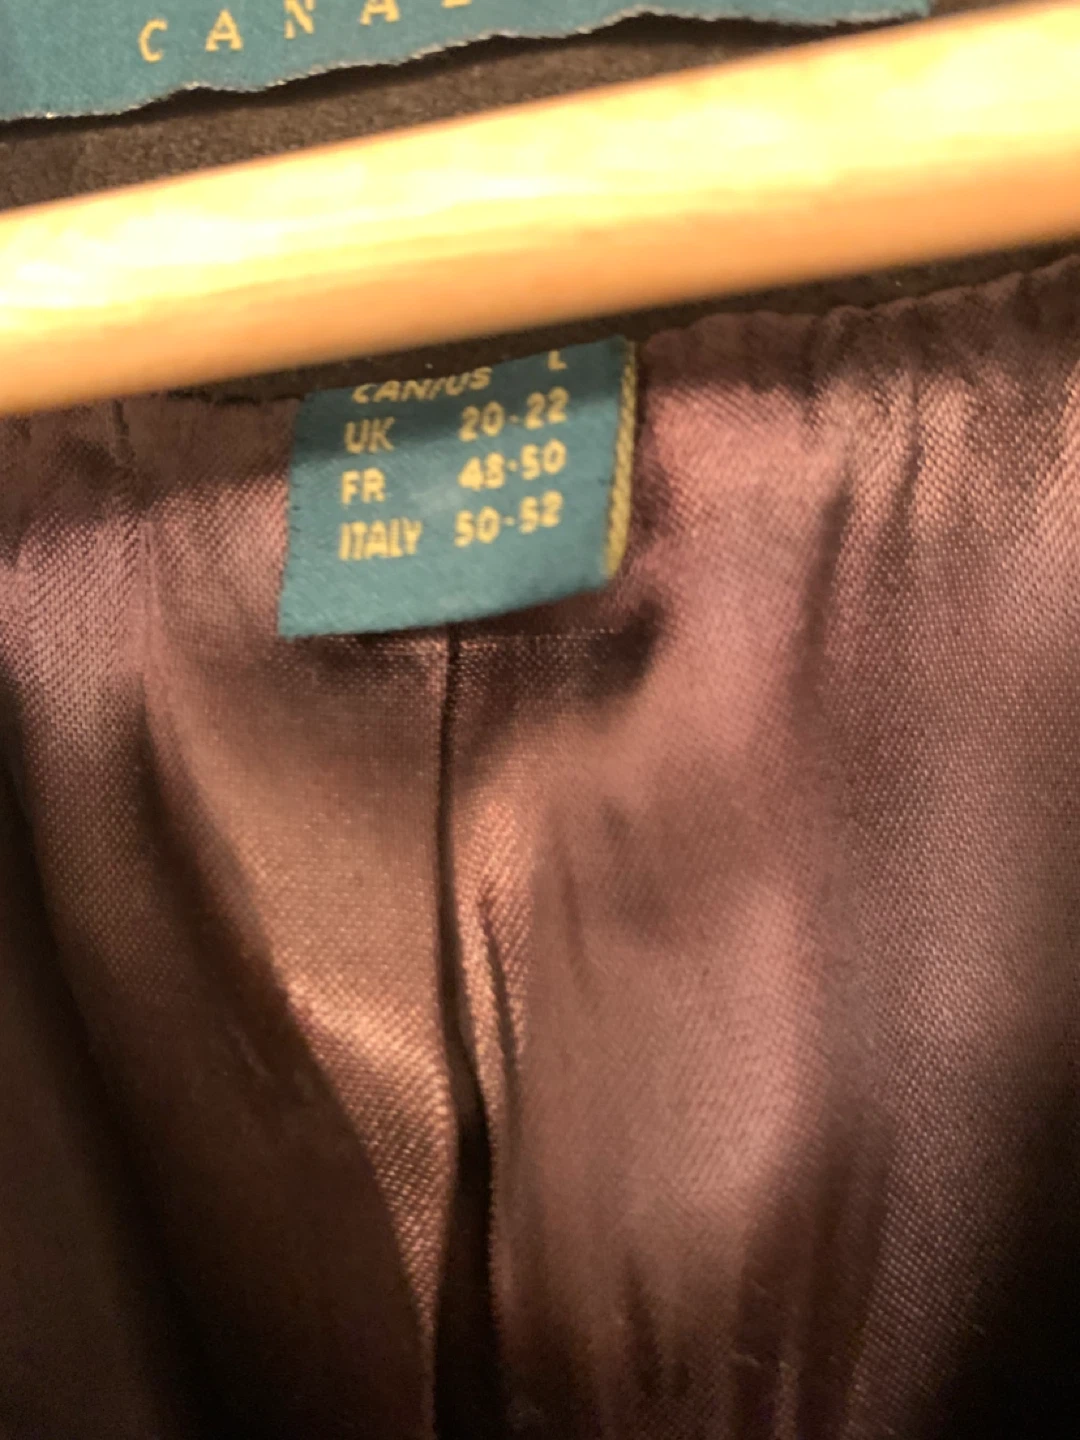 CANA
CAN/US L
UK 20-22
FR 48-50
ITALY 50-52